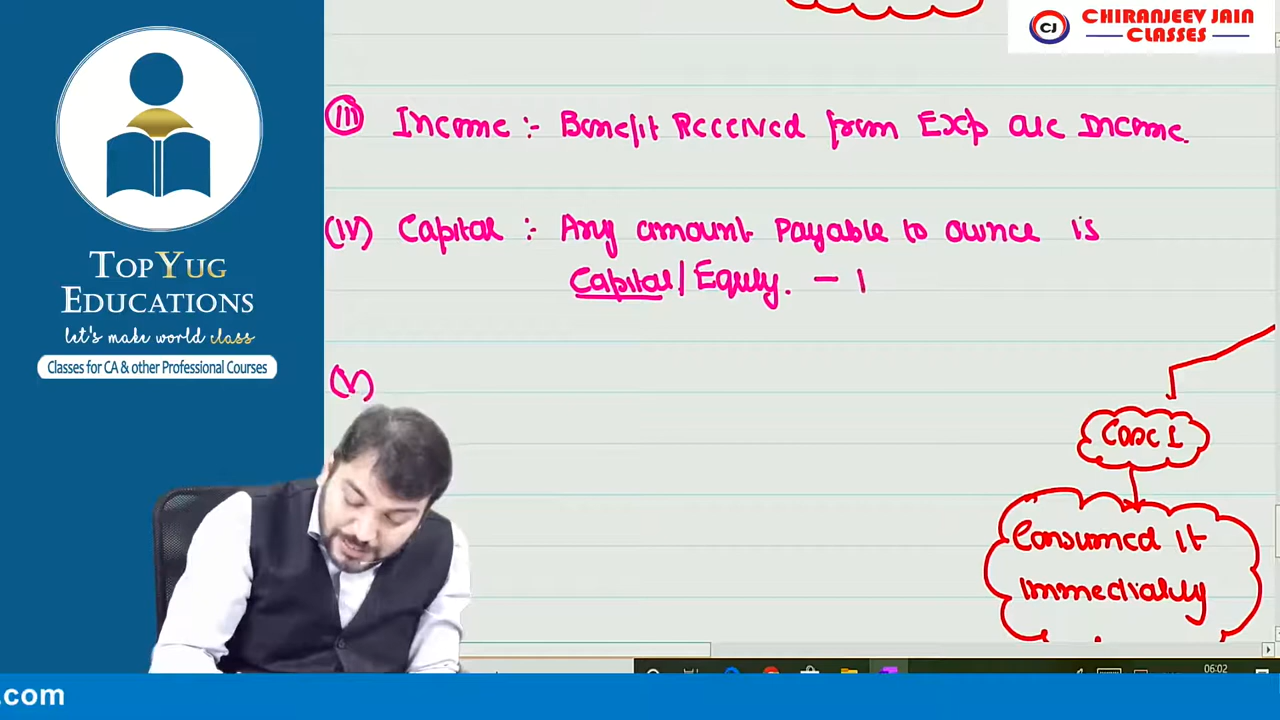 CHIRANJEEV JAIN
CJ
CLASSES
(III) Income :- Benefit Received from Exp are Income.
(IV) Capital :- Any amount Payable to owner is
Capital/Equity. - 1
(V)
TOPYUG
EDUCATIONS
let's make world class
Classes for CA & other Professional Courses
Case I
Consumed it
immediately
06:02
.com